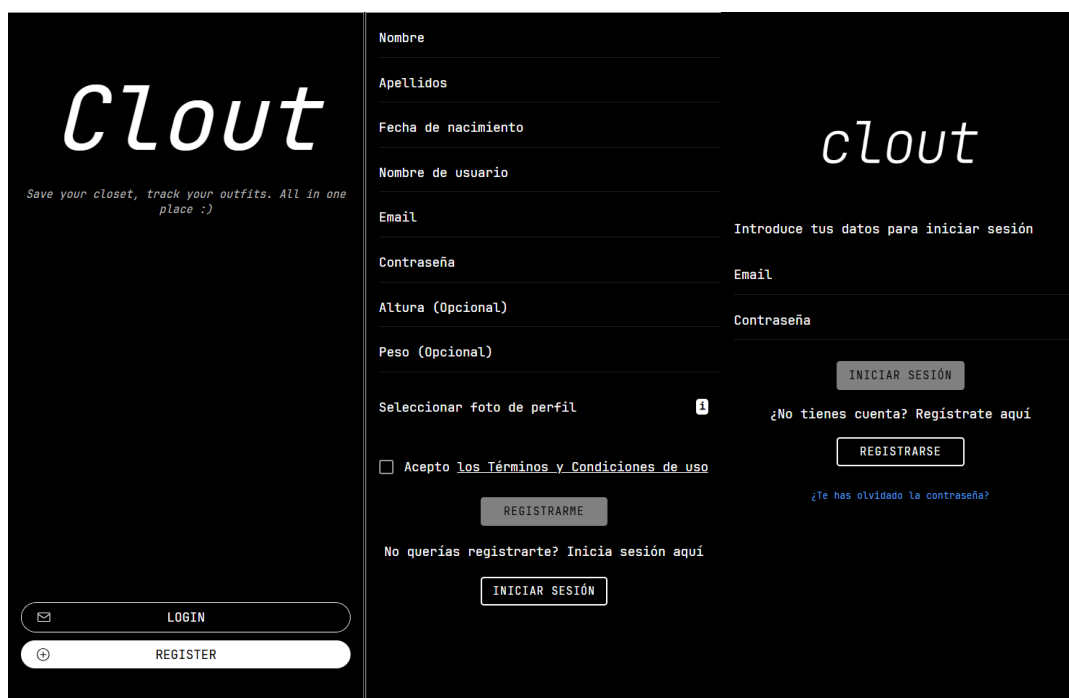 Clout
Save your closet, track your outfits. All in one
place :)
LOGIN
REGISTER
Nombre
Apellidos
Fecha de nacimiento
Nombre de usuario
Email
Contraseña
Altura (Opcional)
Peso (Opcional)
Seleccionar foto de perfil
i
Acepto los Términos y Condiciones de uso
REGISTRARME
No querías registrarte? Inicia sesión aquí
INICIAR SESIÓN
clout
Introduce tus datos para iniciar sesión
Email
Contraseña
INICIAR SESIÓN
¿No tienes cuenta? Regístrate aquí
REGISTRARSE
¿Te has olvidado la contraseña?